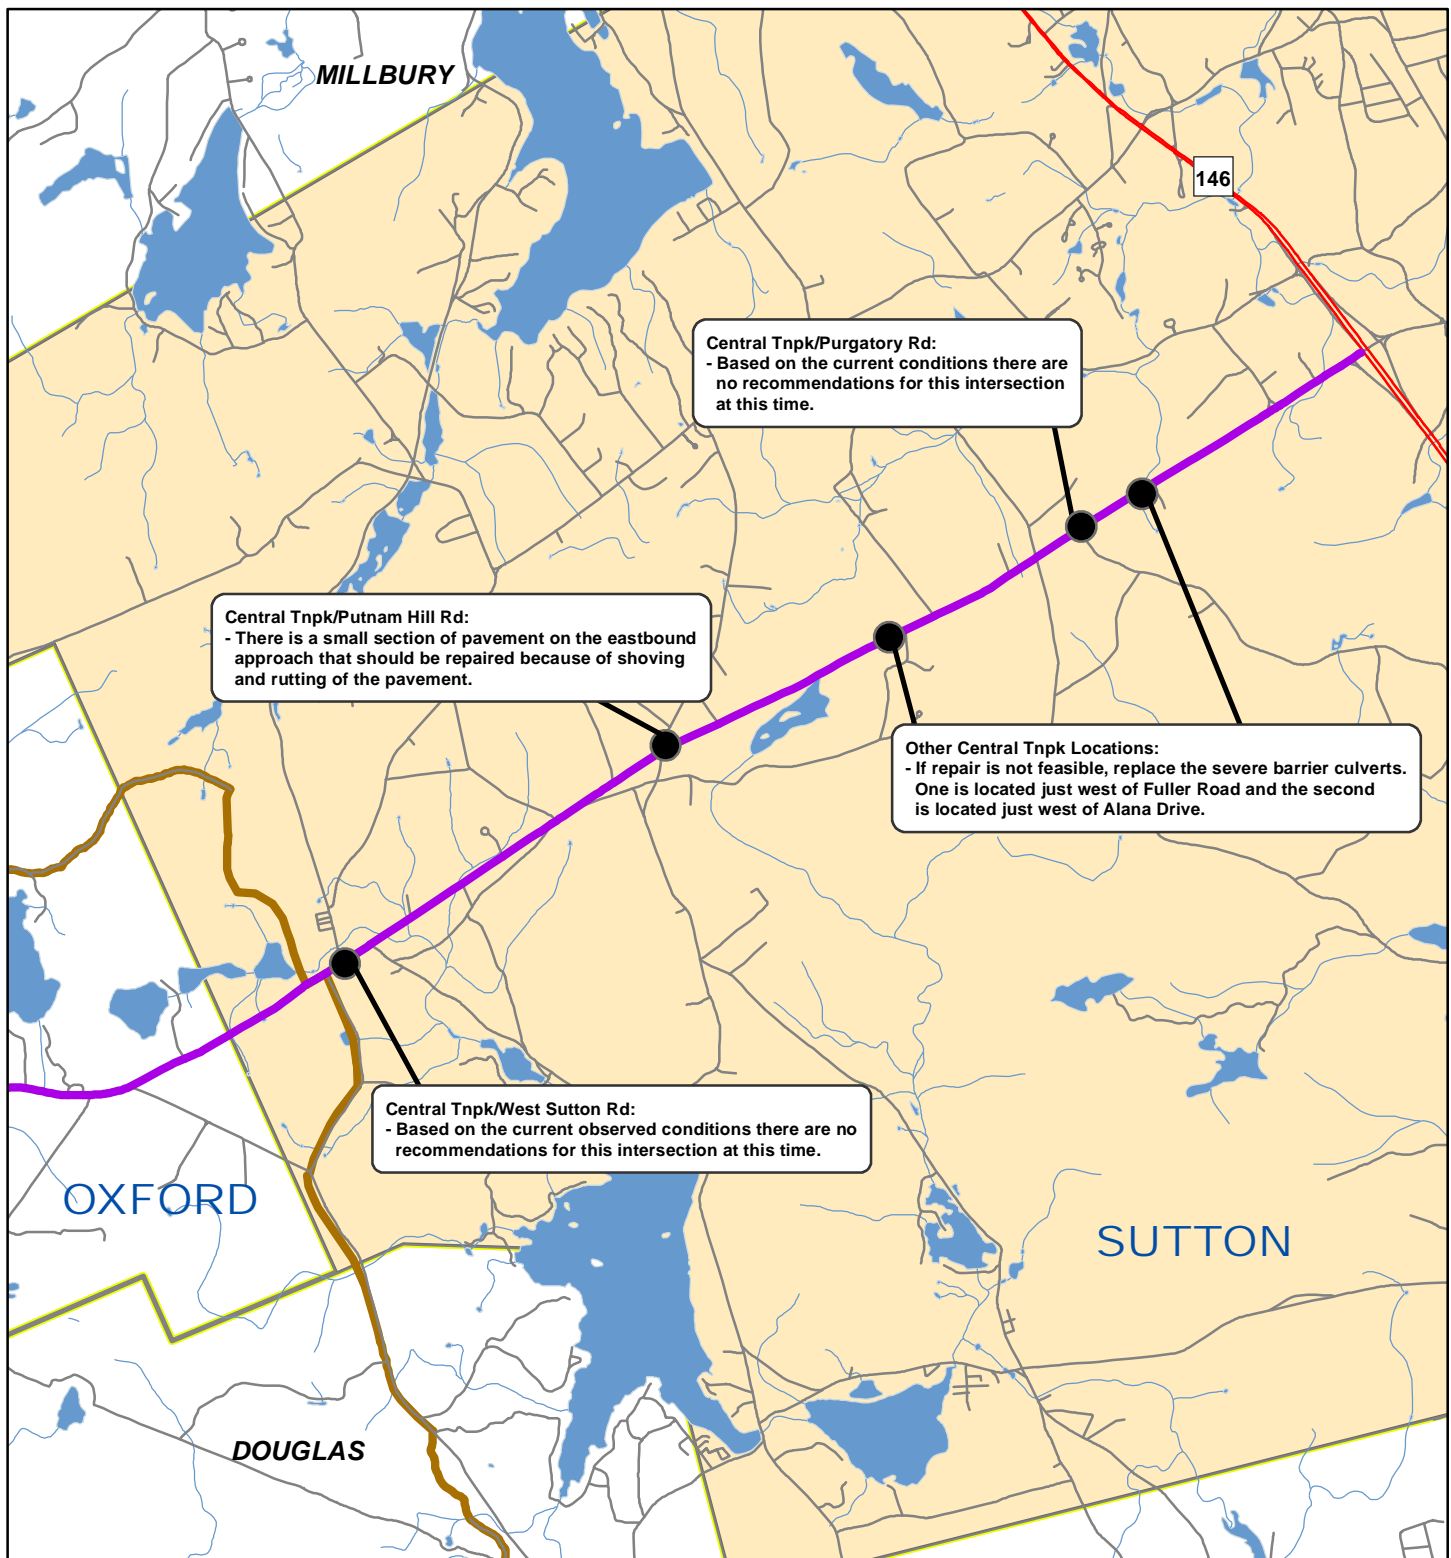 MILLBURY
146
Central Tnpk/Purgatory Rd:
- Based on the current conditions there are
no recommendations for this intersection
at this time.
Central Tnpk/Putnam Hill Rd:
- There is a small section of pavement on the eastbound
approach that should be repaired because of shoving
and rutting of the pavement.
Other Central Tnpk Locations:
- If repair is not feasible, replace the severe barrier culverts.
One is located just west of Fuller Road and the second
is located just west of Alana Drive.
Central Tnpk/West Sutton Rd:
- Based on the current observed conditions there are no
recommendations for this intersection at this time.
OXFORD
SUTTON
DOUGLAS